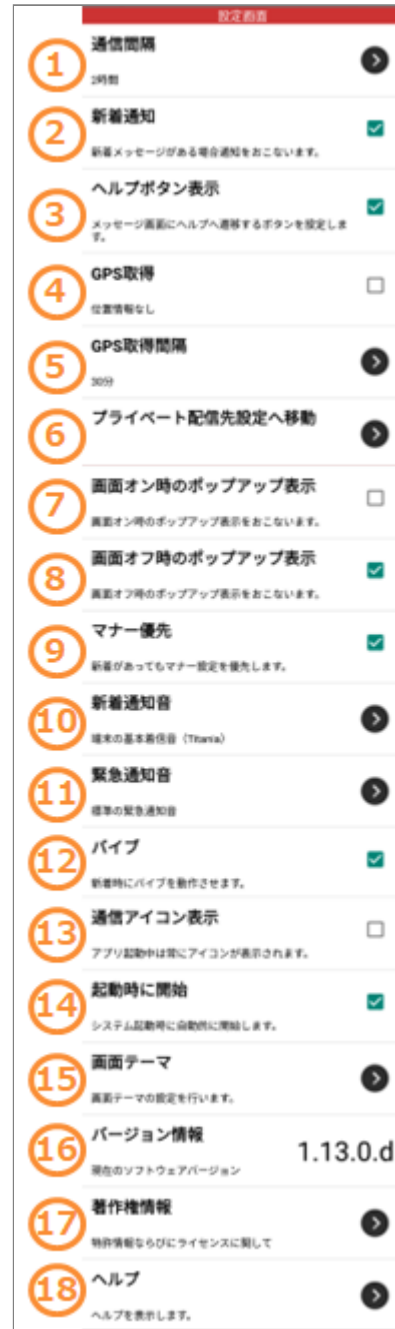 設定画面
① 通信間隔
2時間
② 新着通知
新着メッセージがある場合通知をおこないます。
③ ヘルプボタン表示
メッセージ画面にヘルプへ遷移するボタンを設定しま
す。
④ GPS取得
位置情報なし
⑤ GPS取得間隔
30分
⑥ プライベート配信先設定へ移動
⑦ 画面オン時のポップアップ表示
画面オン時のポップアップ表示をおこないます。
⑧ 画面オフ時のポップアップ表示
画面オフ時のポップアップ表示をおこないます。
⑨ マナー優先
新着があってもマナー設定を優先します。
⑩ 新着通知音
端末の基本着信音（Titania）
⑪ 緊急通知音
標準の緊急通知音
⑫ バイブ
新着時にバイブを動作させます。
⑬ 通信アイコン表示
アプリ起動中は常にアイコンが表示されます。
⑭ 起動時に開始
システム起動時に自動的に開始します。
⑮ 画面テーマ
画面テーマの設定を行います。
⑯ バージョン情報 1.13.0.d
現在のソフトウェアバージョン
⑰ 著作権情報
特許情報ならびにライセンスに関して
⑱ ヘルプ
ヘルプを表示します。